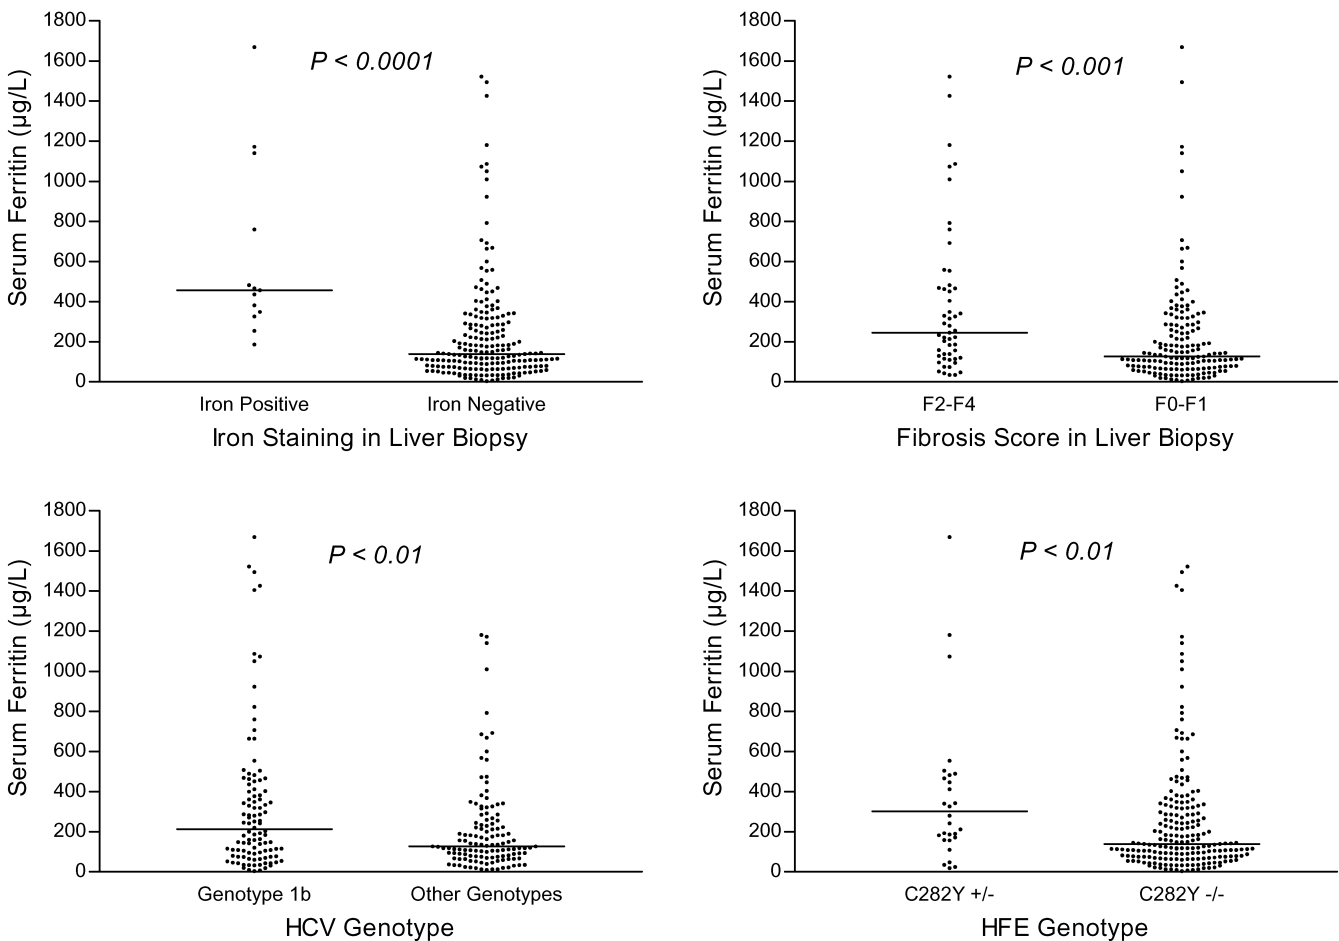 1800
1600
1400
1200
1000
800
600
400
200
0
Serum Ferritin (µg/L)
P < 0.0001
Iron Positive
Iron Negative
Iron Staining in Liver Biopsy
1800
1600
1400
1200
1000
800
600
400
200
0
Serum Ferritin (µg/L)
P < 0.001
F2-F4
F0-F1
Fibrosis Score in Liver Biopsy
1800
1600
1400
1200
1000
800
600
400
200
0
Serum Ferritin (µg/L)
P < 0.01
Genotype 1b
Other Genotypes
HCV Genotype
1800
1600
1400
1200
1000
800
600
400
200
0
Serum Ferritin (µg/L)
P < 0.01
C282Y +/-
C282Y -/-
HFE Genotype